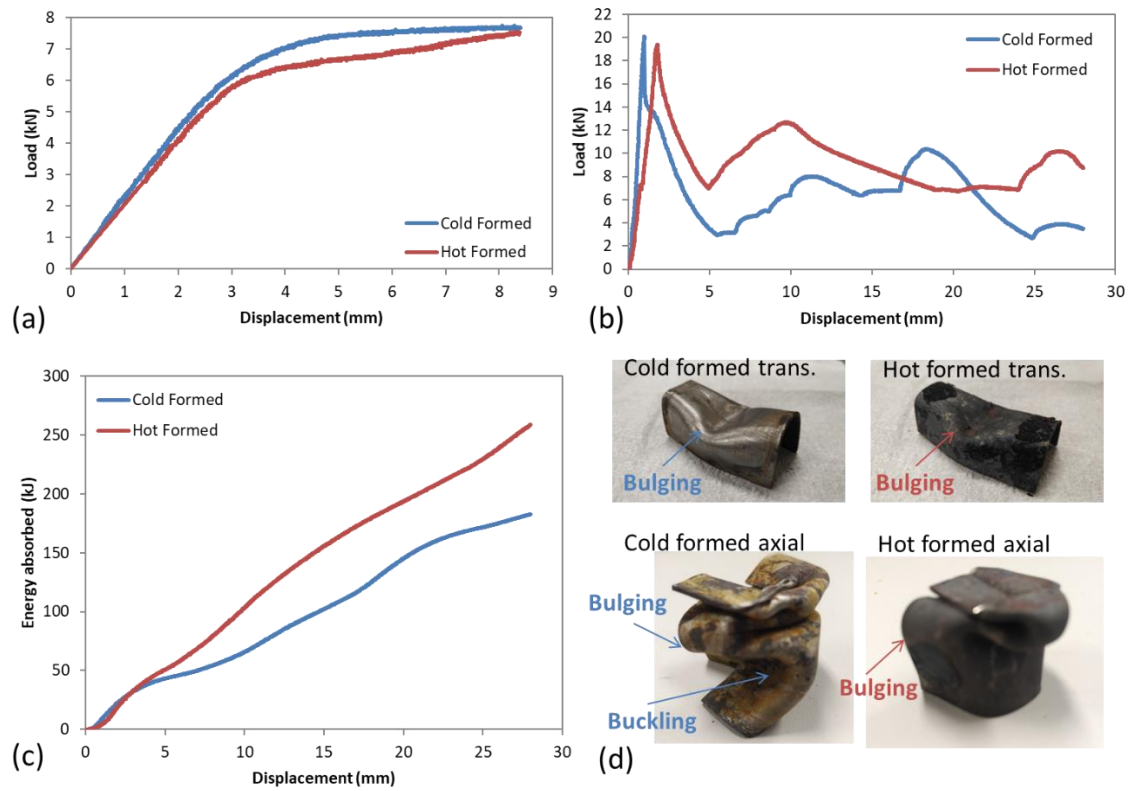 8
7
6
5
4
3
2
1
0
Load (kN)
Cold Formed
Hot Formed
0 1 2 3 4 5 6 7 8 9
Displacement (mm)
(a)
22
20
18
16
14
12
10
8
6
4
2
0
Load (kN)
Cold Formed
Hot Formed
0 5 10 15 20 25 30
Displacement (mm)
(b)
300
250
200
150
100
50
0
Energy absorbed (kJ)
Cold Formed
Hot Formed
0 5 10 15 20 25 30
Displacement (mm)
(c)
Cold formed trans.
Bulging
Hot formed trans.
Bulging
Cold formed axial
Bulging
Buckling
Hot formed axial
Bulging
(d)